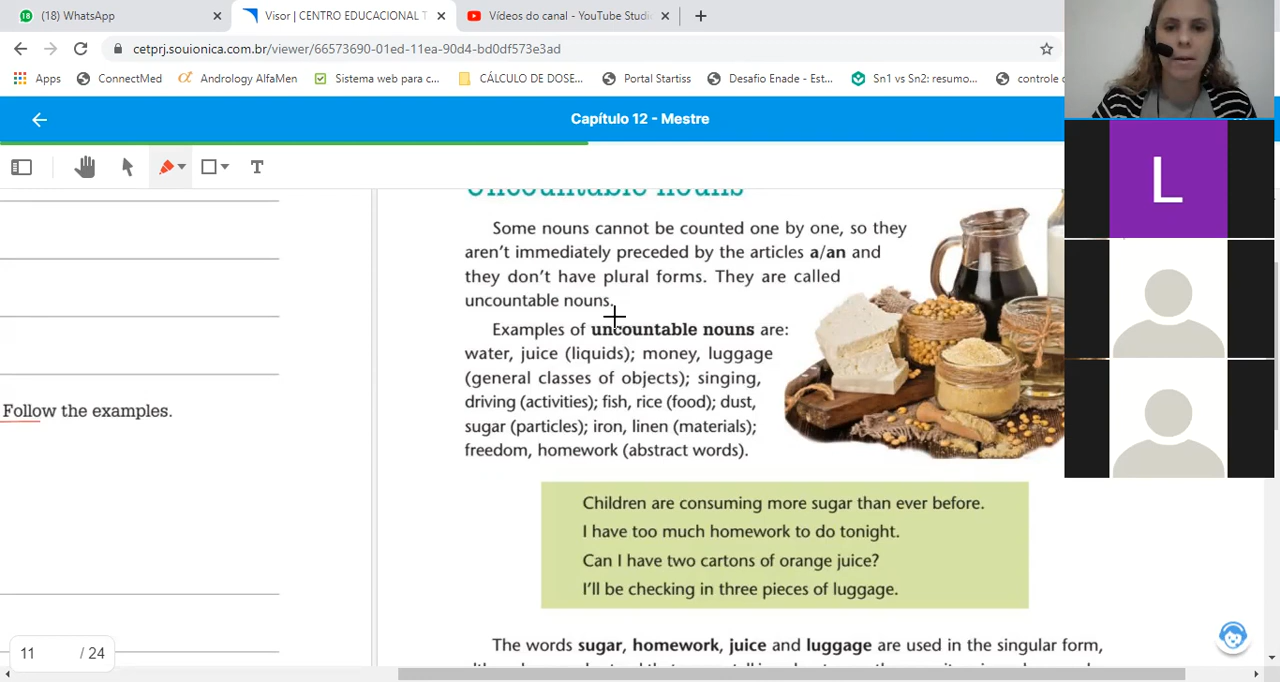 (18) WhatsApp
Visor | CENTRO EDUCACIONAL T
Vídeos do canal - YouTube Studi
cetprj.souionica.com.br/viewer/66573690-01ed-11ea-90d4-bd0df573e3ad
Apps
ConnectMed
Andrology AlfaMen
Sistema web para c...
CÁLCULO DE DOSE...
Portal Startiss
Desafio Enade - Est...
Sn1 vs Sn2: resumo...
controle c
Capítulo 12 - Mestre
T
L
Uncountable nouns
Some nouns cannot be counted one by one, so they
aren't immediately preceded by the articles a/an and
they don't have plural forms. They are called
uncountable nouns.
Examples of uncountable nouns are:
water, juice (liquids); money, luggage
(general classes of objects); singing,
driving (activities); fish, rice (food); dust,
sugar (particles); iron, linen (materials);
freedom, homework (abstract words).
Follow the examples.
Children are consuming more sugar than ever before.
I have too much homework to do tonight.
Can I have two cartons of orange juice?
I'll be checking in three pieces of luggage.
The words sugar, homework, juice and luggage are used in the singular form,
11 / 24